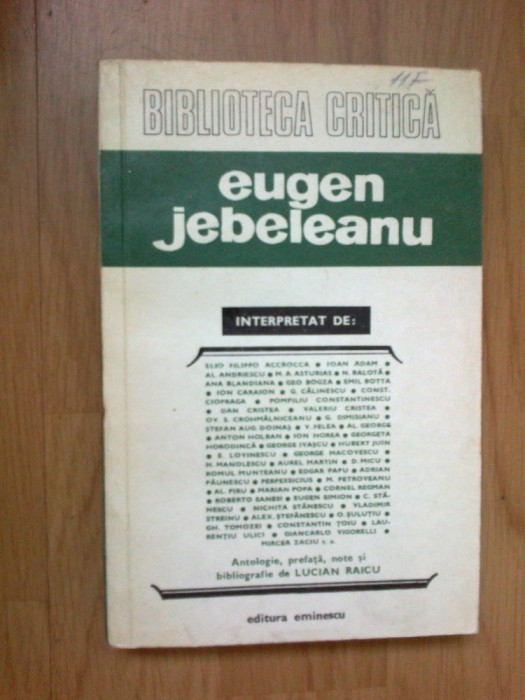 11F
BIBLIOTECA CRITICĂ
eugen
jebeleanu
INTERPRETAT DE:
ELIO FILIPPO ACCROCCA • IOAN ADAM •
AL ANDRIESCU • M. A. ASTURIAS • N. BALOTĂ •
ANA BLANDIANA • GEO BOGZA • EMIL BOTTA
• ION CARAION • G. CĂLINESCU • CONST.
CIOPRAGA • POMPILIU CONSTANTINESCU
• DAN CRISTEA • VALERIU CRISTEA •
OV. S. CROHMĂLNICEANU • G. DIMISIANU •
ȘTEFAN AUG. DOINAȘ • V. FELEA • AL. GEORGE
• ANTON HOLBAN • ION HOREA • GEORGETA
HORODINCĂ • GEORGE IVAȘCU • HUBERT JUIN
• E. LOVINESCU • GEORGE MACOVESCU •
N. MANOLESCU • AUREL MARTIN • D. MICU •
ROMUL MUNTEANU • EDGAR PAPU • ADRIAN
PĂUNESCU • PERPESSICIUS • M. PETROVEANU
• AL. PIRU • MARIAN POPA • CORNEL REGMAN
• ROBERTO SANESI • EUGEN SIMION • C. STĂ-
NESCU • NICHITA STĂNESCU • VLADIMIR
STREINU • ALEX. ȘTEFĂNESCU • O. ȘULUȚIU •
GH. TOMOZEI • CONSTANTIN ȚOIU • LAU-
RENȚIU ULICI • GIANCARLO VIGORELLI •
MIRCEA ZACIU ș. a.
Antologie, prefață, note și
bibliografie de LUCIAN RAICU
editura eminescu